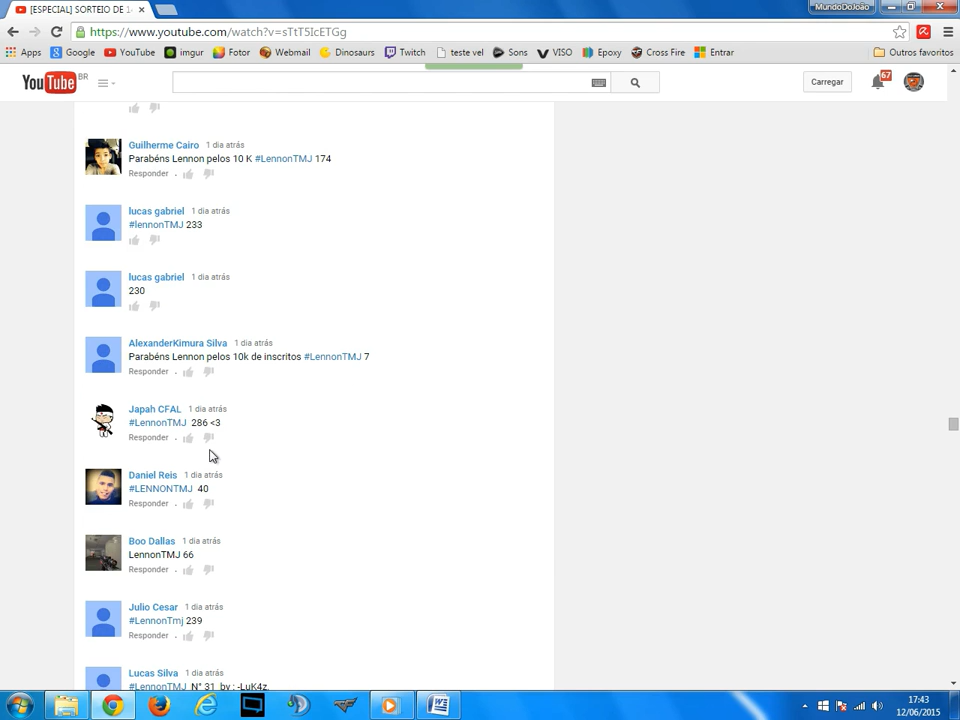 [ESPECIAL] SORTEIO DE 1-
MundoDaJoão
https://www.youtube.com/watch?v=sTtT5IcETGg
Apps Google YouTube imgur Fotor Webmail Dinosaurs Twitch teste vel Sons VISO Epoxy Cross Fire Entrar Outros favoritos
YouTube BR Carregar 67
Guilherme Cairo 1 dia atrás
Parabéns Lennon pelos 10 K #LennonTMJ 174
Responder
lucas gabriel 1 dia atrás
#lennonTMJ 233
lucas gabriel 1 dia atrás
230
AlexanderKimura Silva 1 dia atrás
Parabéns Lennon pelos 10k de inscritos #LennonTMJ 7
Responder
Japah CFAL 1 dia atrás
#LennonTMJ 286 <3
Responder
Daniel Reis 1 dia atrás
#LENNONTMJ 40
Responder
Boo Dallas 1 dia atrás
LennonTMJ 66
Responder
Julio Cesar 1 dia atrás
#LennonTmj 239
Responder
Lucas Silva 1 dia atrás
#LennonTMJ N° 31 by : -LuK4z.
17:43
12/06/2015